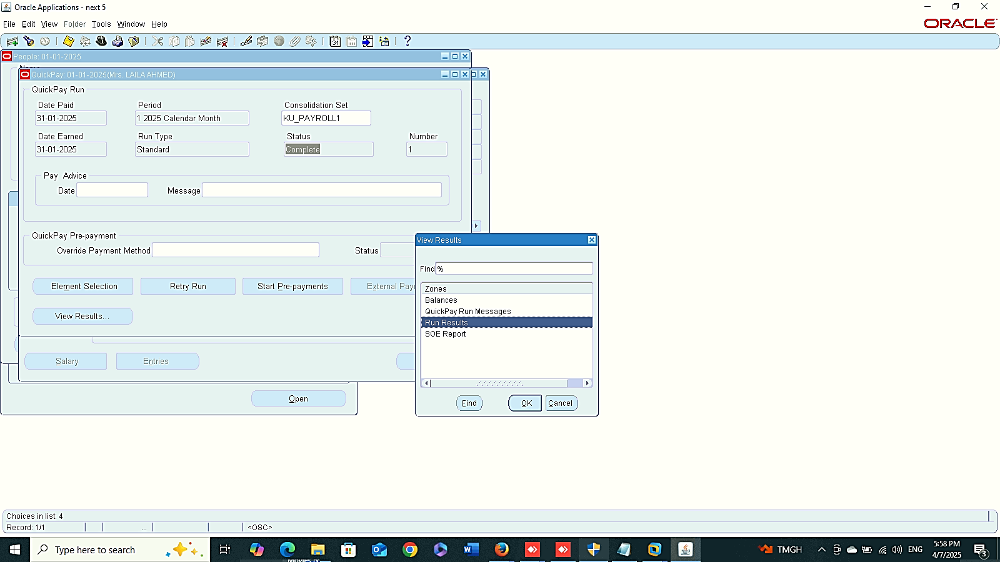 Oracle Applications - next 5
File Edit View Folder Tools Window Help
ORACLE
People: 01-01-2025
Name
QuickPay: 01-01-2025(Mrs. LAILA AHMED)
QuickPay Run
Date Paid Period Consolidation Set
31-01-2025 1 2025 Calendar Month KU_PAYROLL1
Date Earned Run Type Status Number
31-01-2025 Standard Complete 1
Pay Advice
Date Message
QuickPay Pre-payment
Override Payment Method Status
Element Selection Retry Run Start Pre-payments External Pay
View Results...
Salary Entries
Open
View Results
Find %
Zones
Balances
QuickPay Run Messages
Run Results
SOE Report
Find OK Cancel
Choices in list: 4
Record: 1/1 ... <OSC>
Type here to search
TMGH ENG 5:58 PM
4/7/2025 3